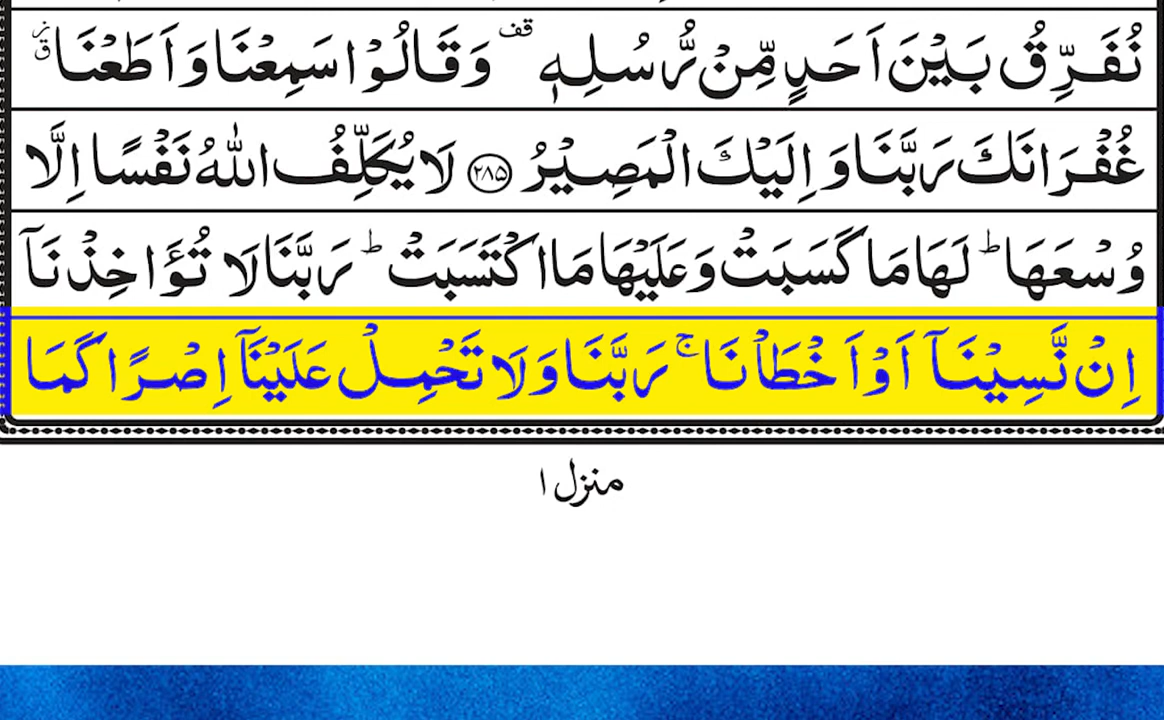 نُفَرِّقُ بَيْنَ اَحَدٍ مِّنْ رُّسُلِهٖ ۟ قف وَقَالُوْا سَمِعْنَا وَاَطَعْنَا
غُفْرَانَكَ رَبَّنَا وَاِلَيْكَ الْمَصِيْرُ ﴿۲۸۵﴾ لَا يُكَلِّفُ اللّٰهُ نَفْسًا اِلَّا
وُسْعَهَا ؕ لَهَا مَا كَسَبَتْ وَعَلَيْهَا مَا اكْتَسَبَتْ ؕ رَبَّنَا لَا تُؤَاخِذْنَاۤ
اِنْ نَّسِيْنَاۤ اَوْ اَخْطَاْنَا ۚ رَبَّنَا وَلَا تَحْمِلْ عَلَيْنَاۤ اِصْرًا كَمَا
منزل ۱